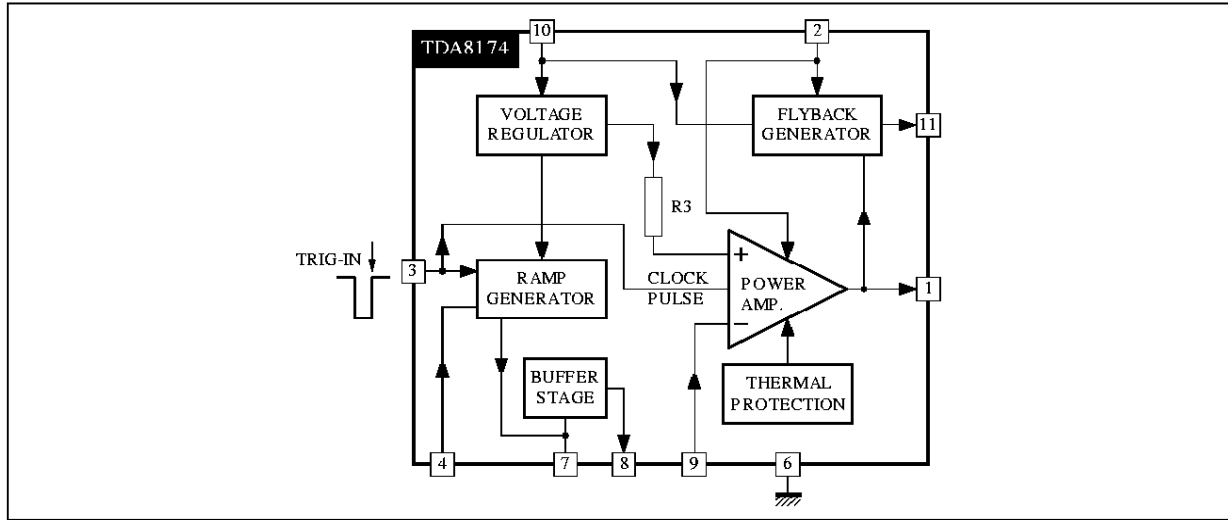 TDA8174
10
2
VOLTAGE
REGULATOR
FLYBACK
GENERATOR
11
R3
TRIG-IN
3
RAMP
GENERATOR
CLOCK
PULSE
+
−
POWER
AMP.
1
BUFFER
STAGE
THERMAL
PROTECTION
4
7
8
9
6